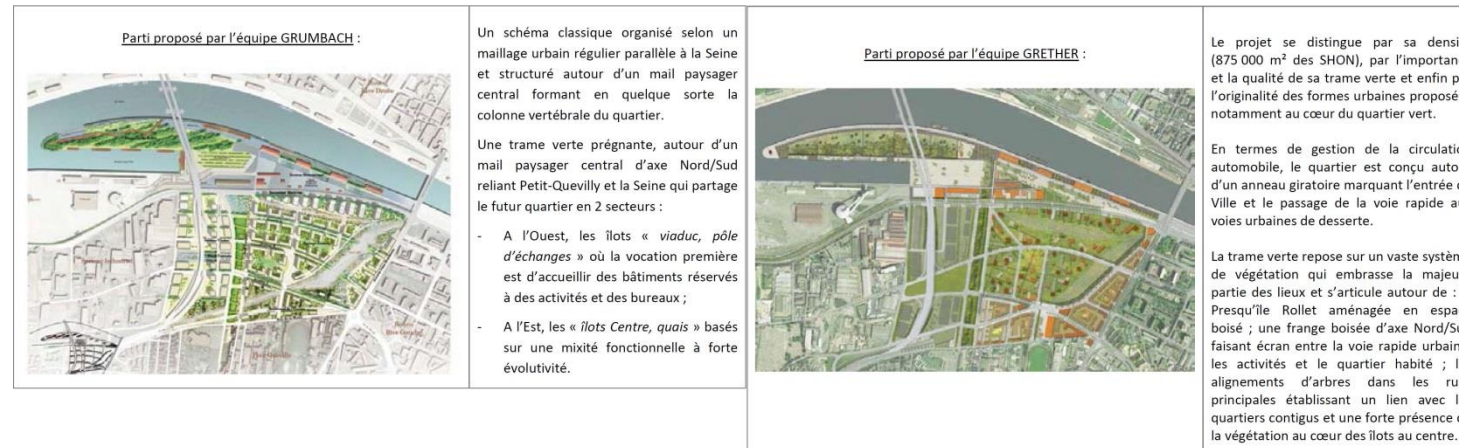 Parti proposé par l'équipe GRUMBACH :
Un schéma classique organisé selon un
maillage urbain régulier parallèle à la Seine
et structuré autour d'un mail paysager
central formant en quelque sorte la
colonne vertébrale du quartier.
Une trame verte prégnante, autour d'un
mail paysager central d'axe Nord/Sud
reliant Petit-Quevilly et la Seine qui partage
le futur quartier en 2 secteurs :
- A l'Ouest, les îlots « viaduc, pôle
d'échanges » où la vocation première
est d'accueillir des bâtiments réservés
à des activités et des bureaux ;
- A l'Est, les « îlots Centre, quais » basés
sur une mixité fonctionnelle à forte
évolutivité.
Parti proposé par l'équipe GRETHER :
Le projet se distingue par sa densi
(875 000 m² des SHON), par l'importan
et la qualité de sa trame verte et enfin p
l'originalité des formes urbaines proposé
notamment au cœur du quartier vert.
En termes de gestion de la circulatio
automobile, le quartier est conçu auto
d'un anneau giratoire marquant l'entrée d
Ville et le passage de la voie rapide au
voies urbaines de desserte.
La trame verte repose sur un vaste systèm
de végétation qui embrasse la majeu
partie des lieux et s'articule autour de :
Presqu'île Rollet aménagée en espa
boisé ; une frange boisée d'axe Nord/Su
faisant écran entre la voie rapide urbain
les activités et le quartier habité ; l
alignements d'arbres dans les ru
principales établissant un lien avec l
quartiers contigus et une forte présence d
la végétation au cœur des îlots au centre.